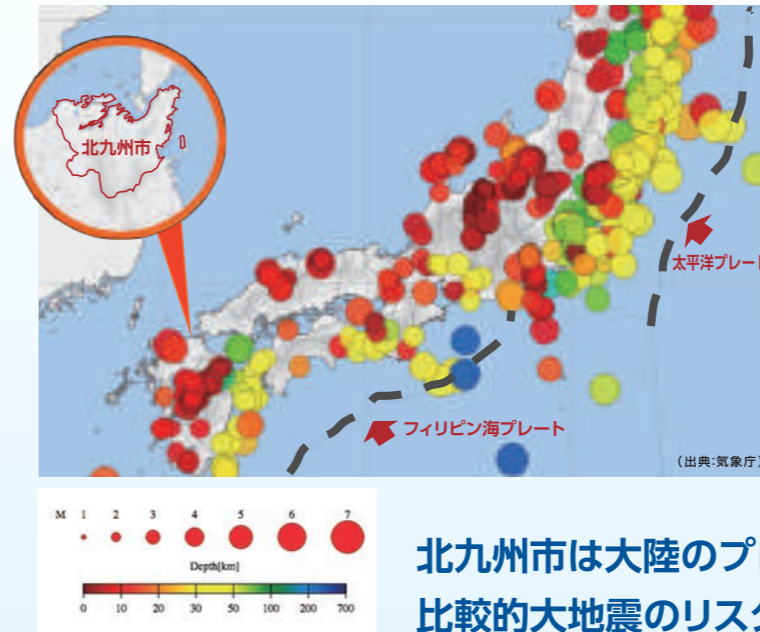 北九州市
太平洋プレー
フィリピン海プレート
(出典:気象庁)
M 1 2 3 4 5 6 7
Depth[km]
0 10 20 30 50 100 200 700
北九州市は大陸のプ
比較的大地震のリス